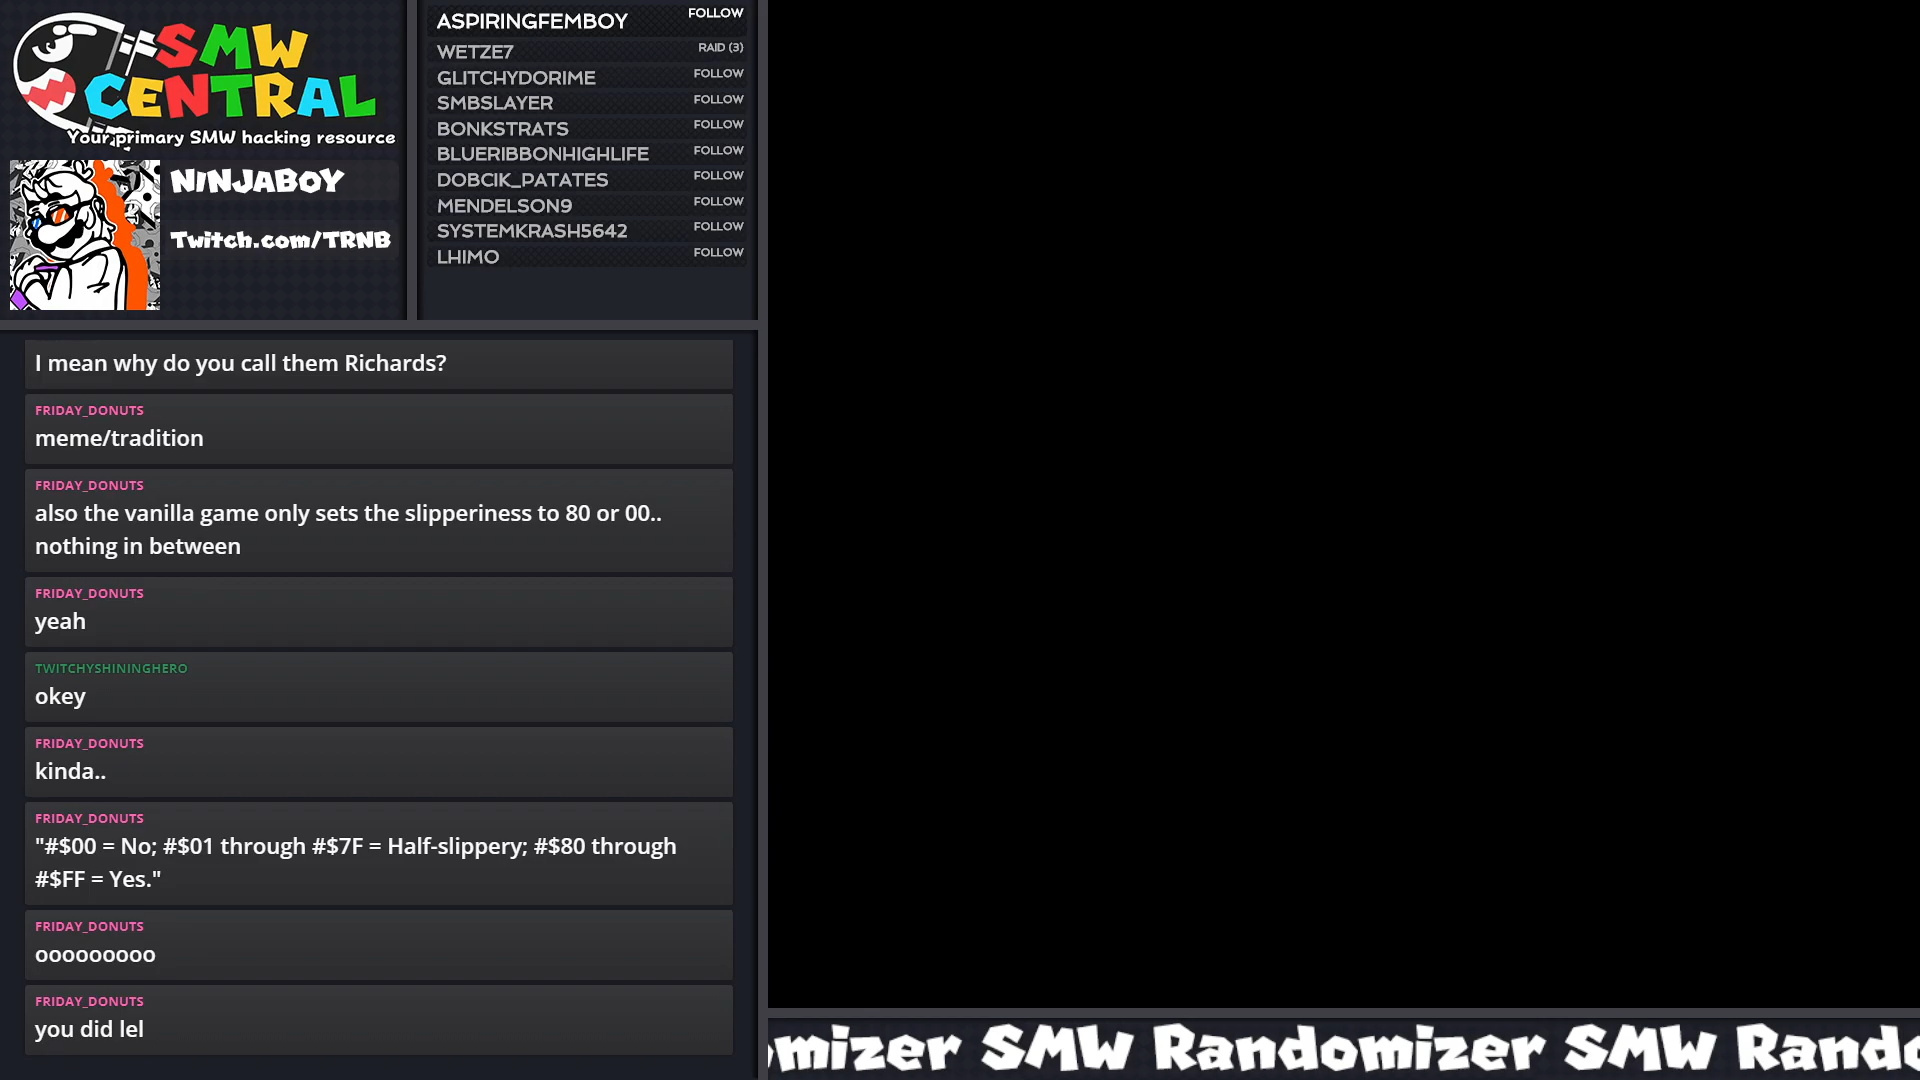 SMW
CENTRAL
Your primary SMW hacking resource
NINJABOY
Twitch.com/TRNB
ASPIRINGFEMBOY FOLLOW
WETZE7 RAID (3)
GLITCHYDORIME FOLLOW
SMBSLAYER FOLLOW
BONKSTRATS FOLLOW
BLUERIBBONHIGHLIFE FOLLOW
DOBCIK_PATATES FOLLOW
MENDELSON9 FOLLOW
SYSTEMKRASH5642 FOLLOW
LHIMO FOLLOW
I mean why do you call them Richards?
FRIDAY_DONUTS
meme/tradition
FRIDAY_DONUTS
also the vanilla game only sets the slipperiness to 80 or 00..
nothing in between
FRIDAY_DONUTS
yeah
TWITCHYSHININGHERO
okey
FRIDAY_DONUTS
kinda..
FRIDAY_DONUTS
"#$00 = No; #$01 through #$7F = Half-slippery; #$80 through
#$FF = Yes."
FRIDAY_DONUTS
ooooooooo
FRIDAY_DONUTS
you did lel
omizer SMW Randomizer SMW Rando